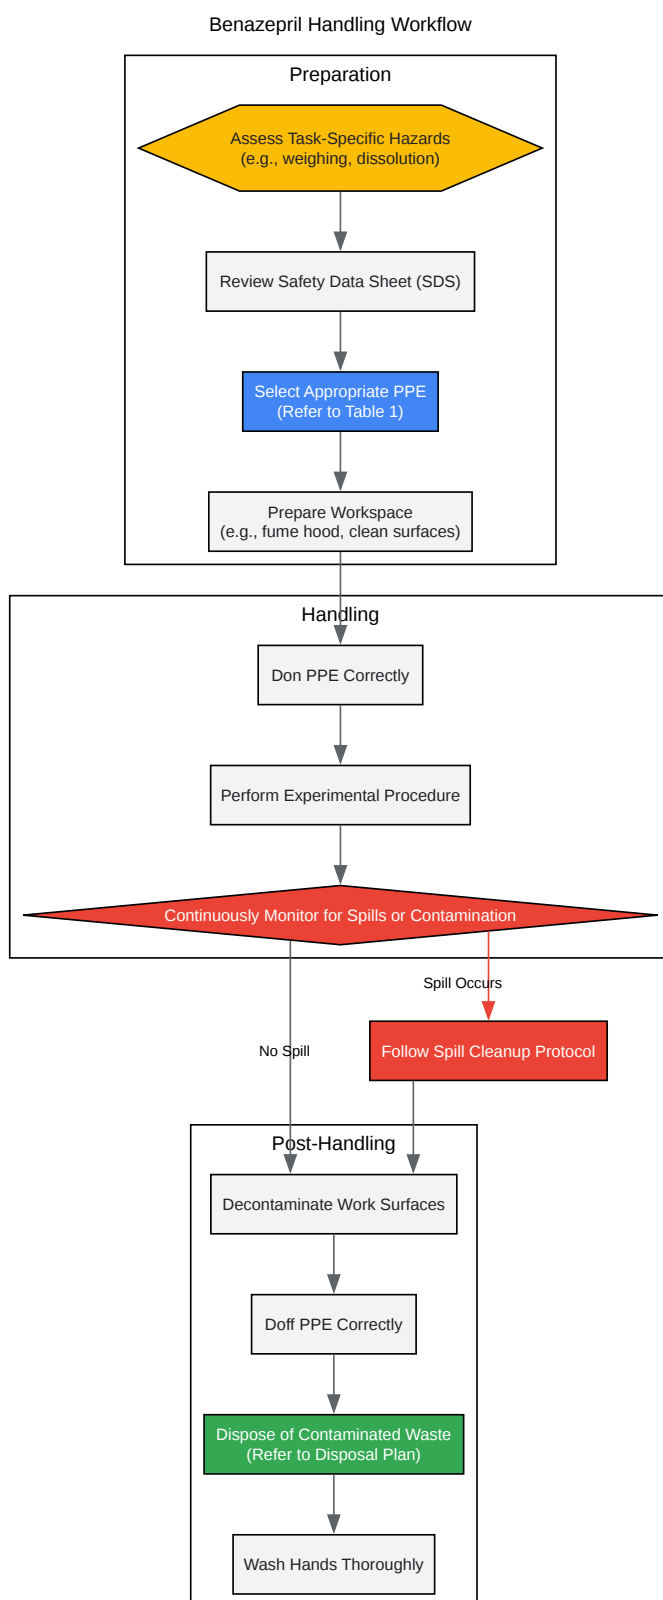 Benazepril Handling Workflow
Preparation
Assess Task-Specific Hazards
(e.g., weighing, dissolution)
Review Safety Data Sheet (SDS)
Select Appropriate PPE
(Refer to Table 1)
Prepare Workspace
(e.g., fume hood, clean surfaces)
Handling
Don PPE Correctly
Perform Experimental Procedure
Continuously Monitor for Spills or Contamination
Spill Occurs
No Spill
Follow Spill Cleanup Protocol
Post-Handling
Decontaminate Work Surfaces
Doff PPE Correctly
Dispose of Contaminated Waste
(Refer to Disposal Plan)
Wash Hands Thoroughly